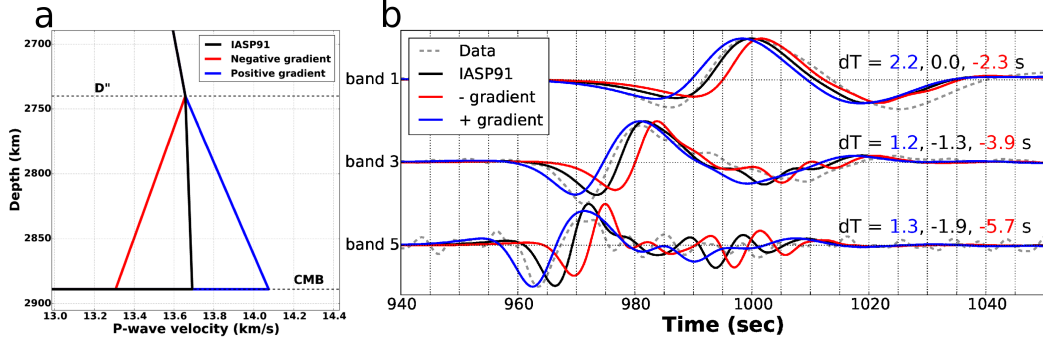 a
2700
2750
2800
2850
2900
Depth (km)
D"
CMB
IASP91
Negative gradient
Positive gradient
13.0 13.2 13.4 13.6 13.8 14.0 14.2 14.4
P-wave velocity (km/s)
b
Data
IASP91
- gradient
+ gradient
band 1
dT = 2.2, 0.0, -2.3 s
band 3
dT = 1.2, -1.3, -3.9 s
band 5
dT = 1.3, -1.9, -5.7 s
940 960 980 1000 1020 1040
Time (sec)